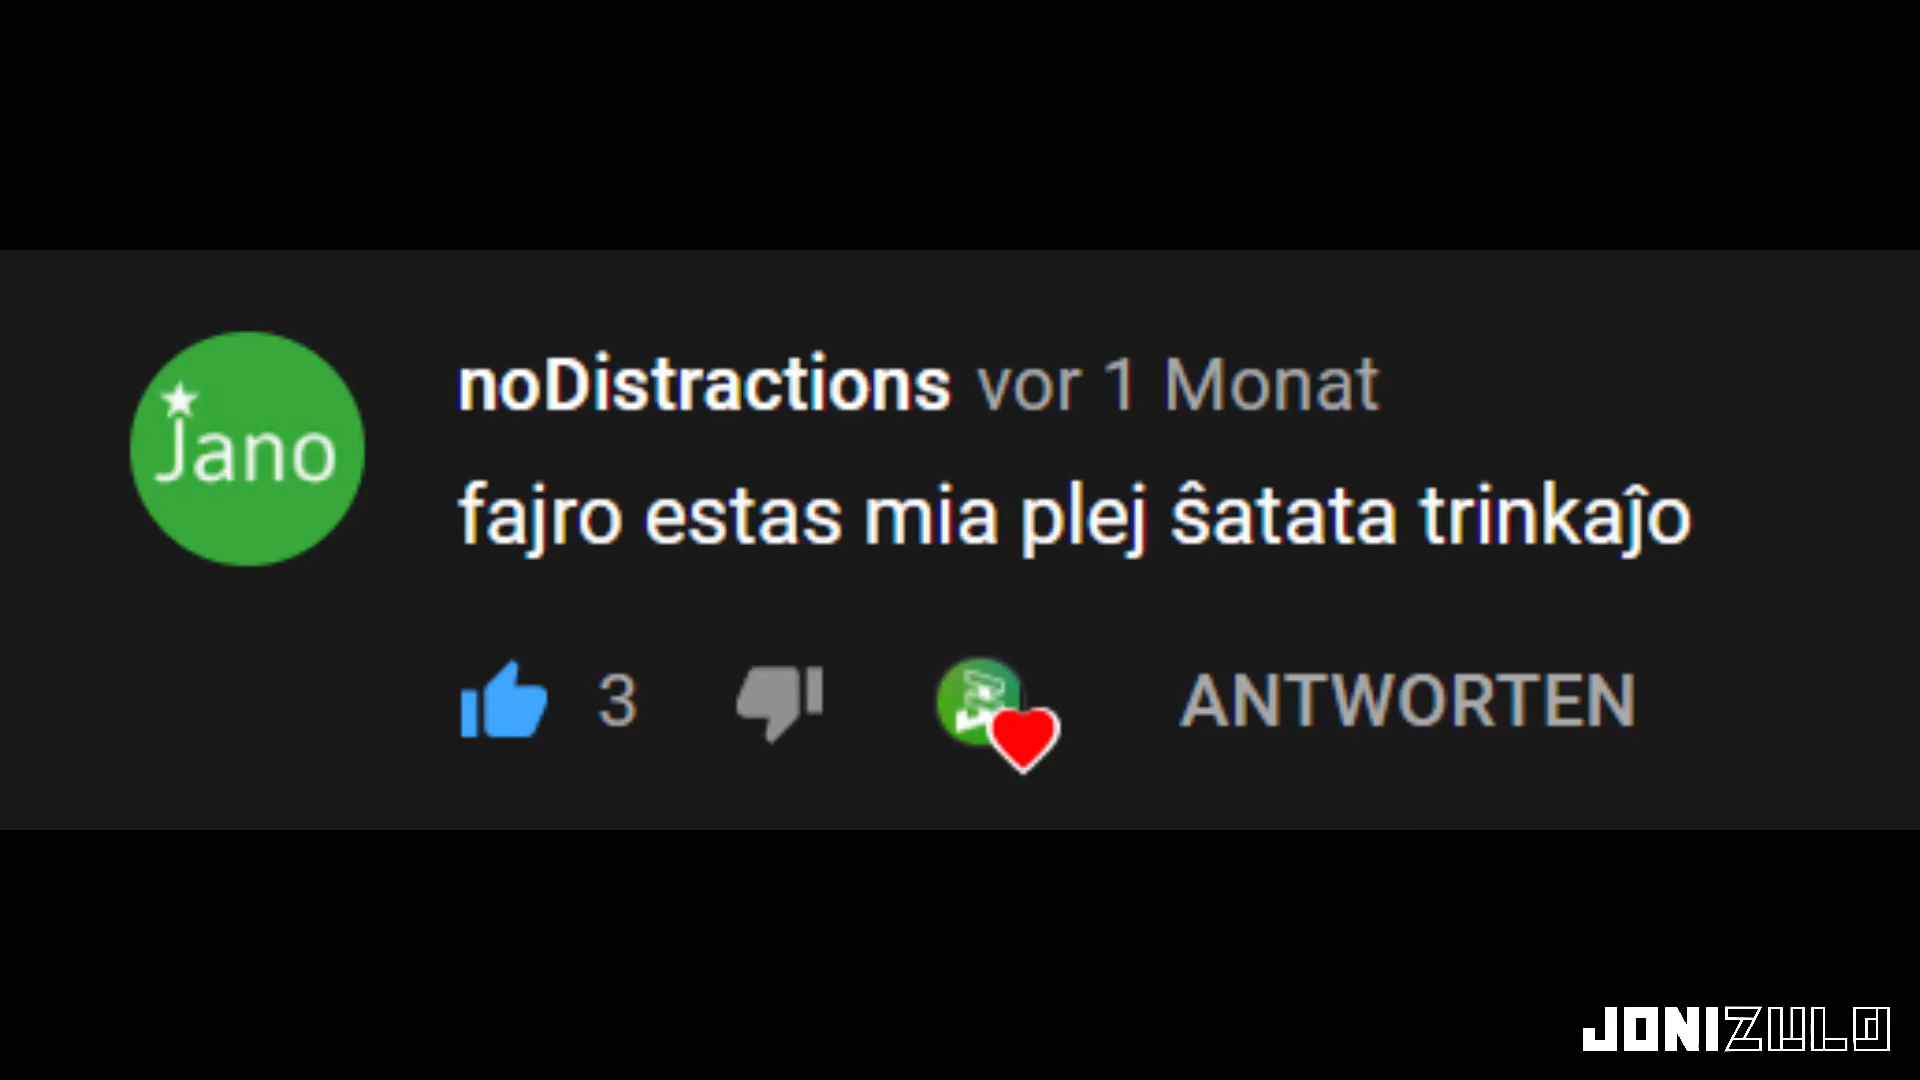 Jano
noDistractions vor 1 Monat
fajro estas mia plej ŝatata trinkaĵo
3 ANTWORTEN
JONIZULO